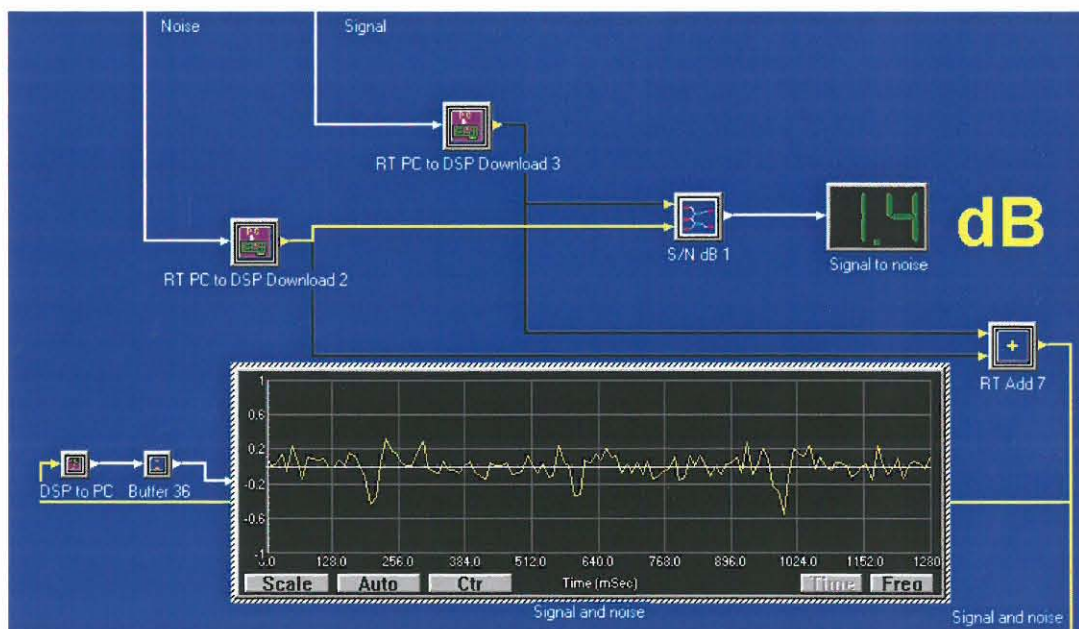 Noise
Signal
RT PC to DSP Download 3
RT PC to DSP Download 2
S/N dB 1
1.4
Signal to noise
dB
+
RT Add 7
DSP to PC
Buffer 36
1
0.6
0.2
-0.2
-0.6
-1
0.0 128.0 256.0 384.0 512.0 640.0 768.0 896.0 1024.0 1152.0 1280
Scale Auto Ctr Time (mSec) Time Freq
Signal and noise
Signal and noise